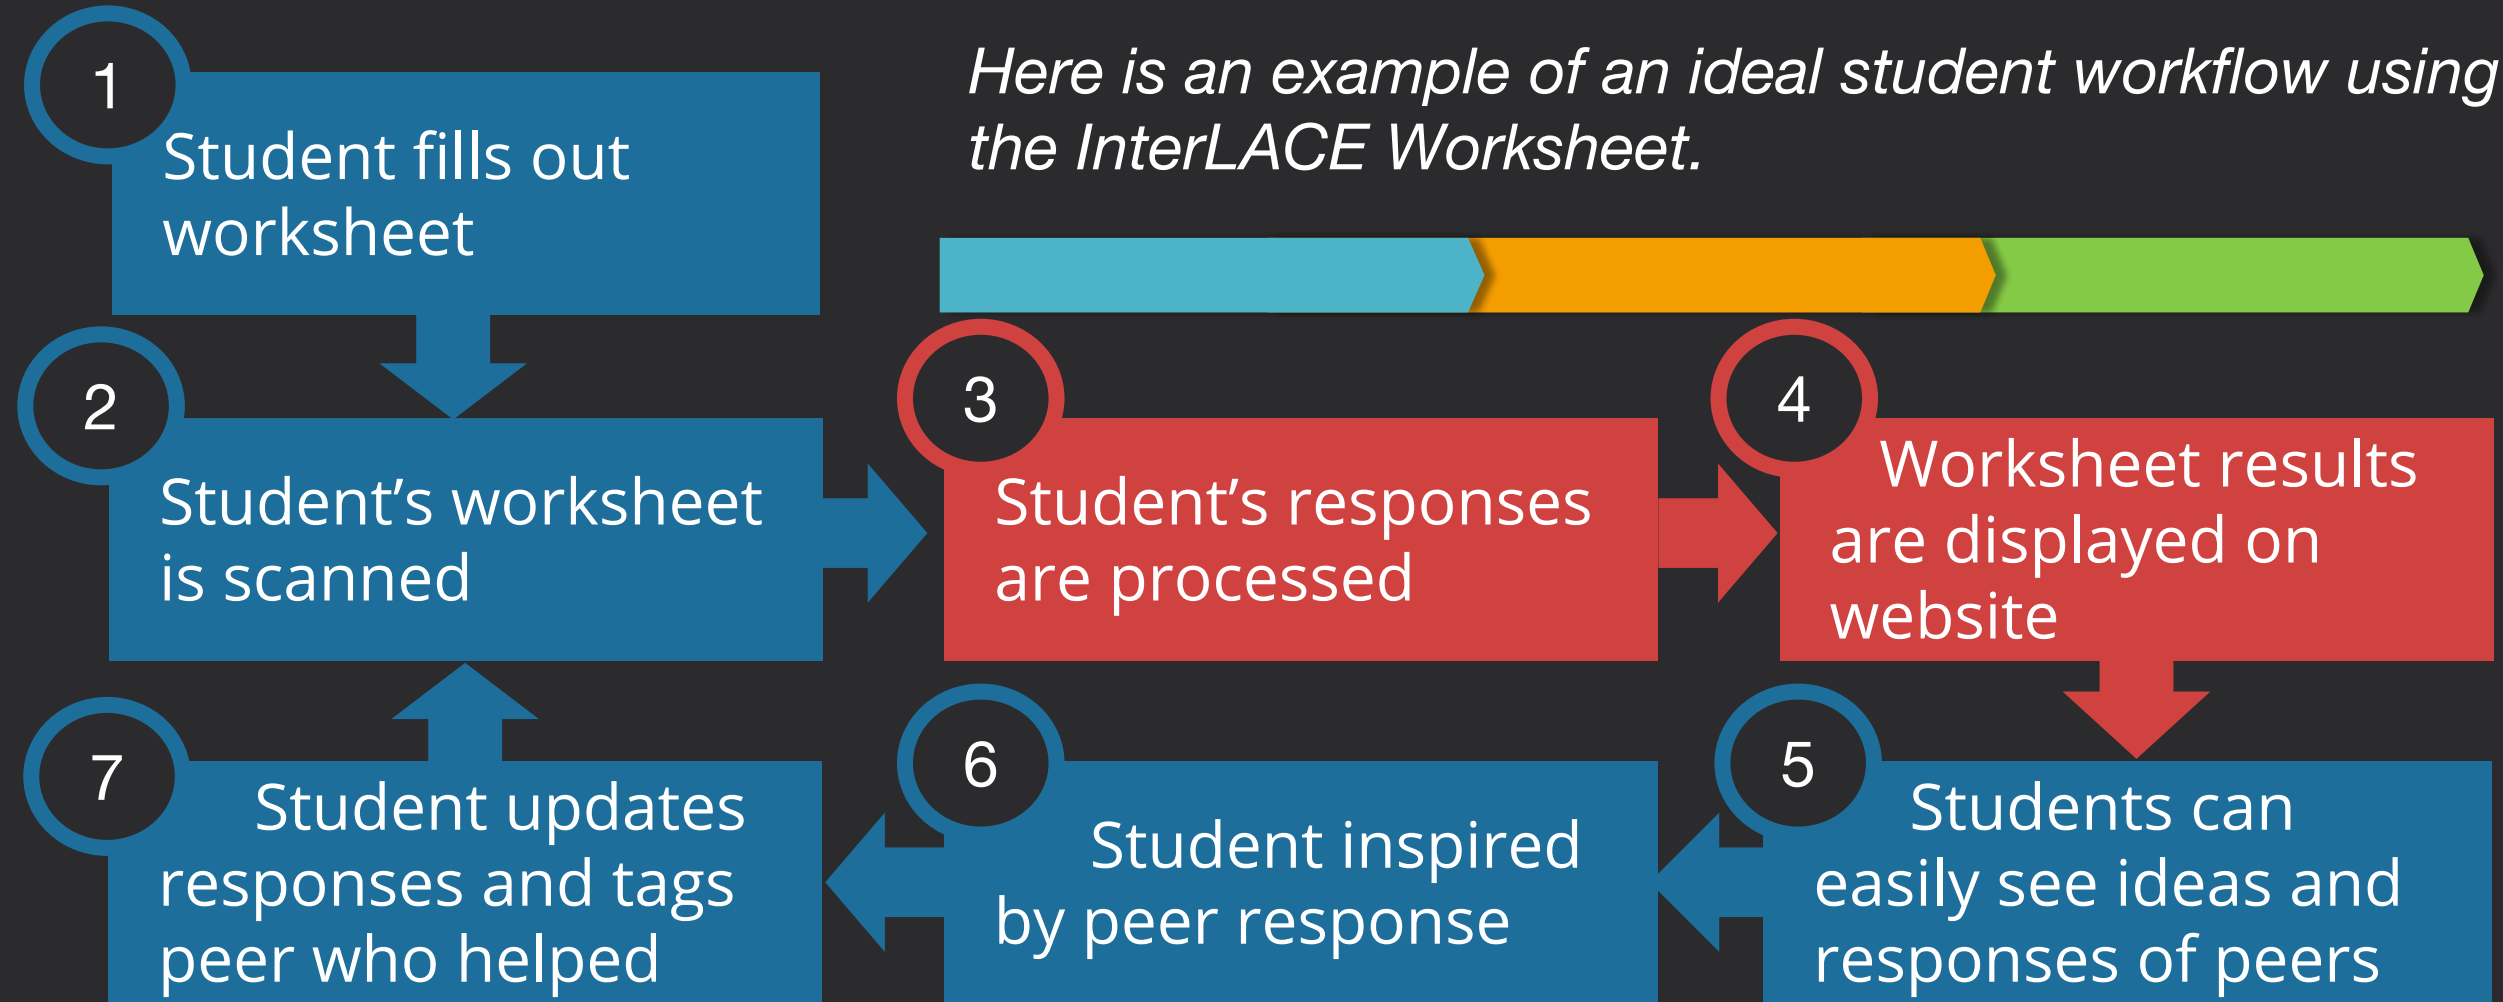 Here is an example of an ideal student workflow using
the InterLACE Worksheet.
1
Student fills out
worksheet
2
Student’s worksheet
is scanned
3
Student's responses
are processed
4
Worksheet results
are displayed on
website
5
Students can
easily see ideas and
responses of peers
6
Student inspired
by peer response
7
Student updates
responses and tags
peer who helped